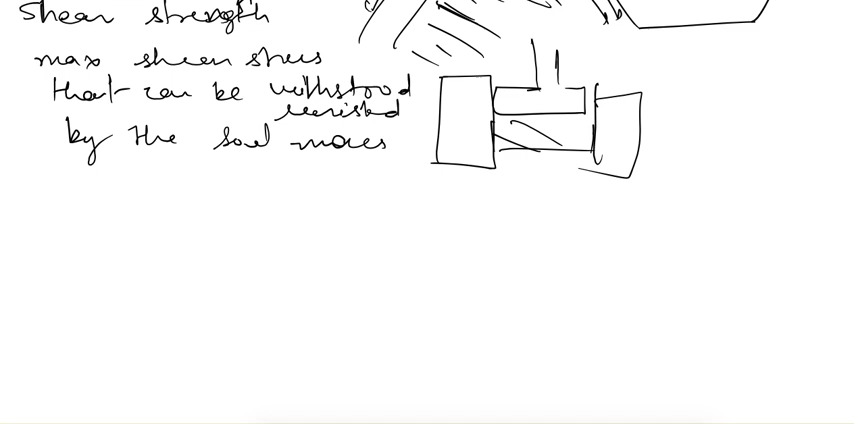 Shear strength
max shear stress
that can be withstood
resisted
by the soil mass